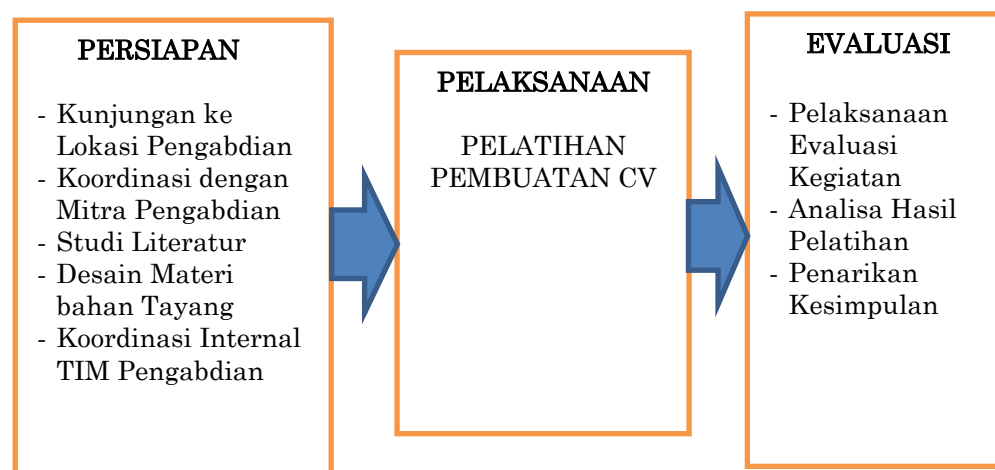 PERSIAPAN
- Kunjungan ke
Lokasi Pengabdian
- Koordinasi dengan
Mitra Pengabdian
- Studi Literatur
- Desain Materi
bahan Tayang
- Koordinasi Internal
TIM Pengabdian
PELAKSANAAN
PELATIHAN
PEMBUATAN CV
EVALUASI
- Pelaksanaan
Evaluasi
Kegiatan
- Analisa Hasil
Pelatihan
- Penarikan
Kesimpulan